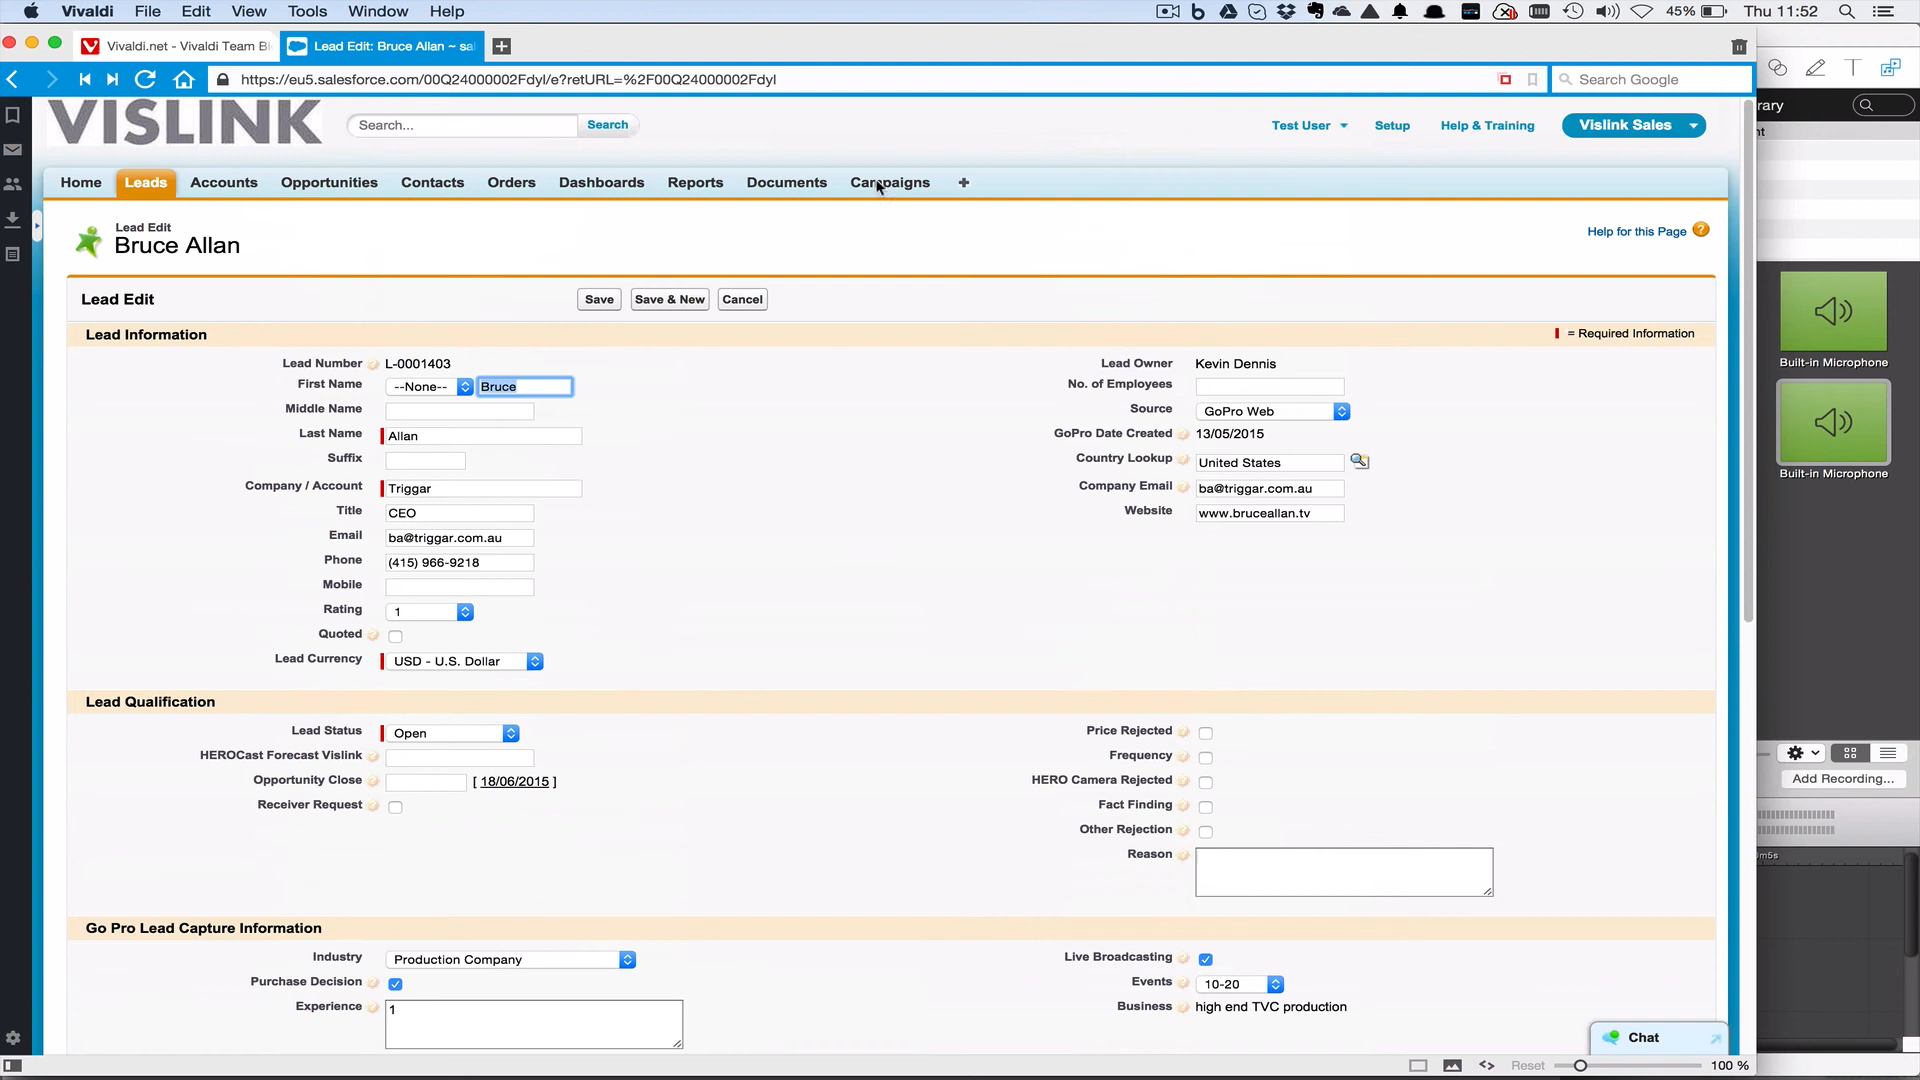 Vivaldi File Edit View Tools Window Help 45% Thu 11:52
Vivaldi.net - Vivaldi Team Bl Lead Edit: Bruce Allan ~ sa
https://eu5.salesforce.com/00Q24000002Fdyl/e?retURL=%2F00Q24000002Fdyl Search Google
VISLINK Search... Search Test User Setup Help & Training Vislink Sales
Home Leads Accounts Opportunities Contacts Orders Dashboards Reports Documents Campaigns +
Lead Edit
Bruce Allan
Help for this Page ?
Lead Edit Save Save & New Cancel
Lead Information = Required Information
Lead Number L-0001403 Lead Owner Kevin Dennis
First Name --None-- Bruce No. of Employees
Middle Name Source GoPro Web
Last Name Allan GoPro Date Created 13/05/2015
Suffix Country Lookup United States
Company / Account Triggar Company Email ba@triggar.com.au
Title CEO Website www.bruceallan.tv
Email ba@triggar.com.au
Phone (415) 966-9218
Mobile
Rating 1
Quoted
Lead Currency USD - U.S. Dollar
Lead Qualification
Lead Status Open Price Rejected
HEROCast Forecast Vislink Frequency
Opportunity Close [ 18/06/2015 ] HERO Camera Rejected
Receiver Request Fact Finding
Other Rejection
Reason
Go Pro Lead Capture Information
Industry Production Company Live Broadcasting
Purchase Decision Events 10-20
Experience 1 Business high end TVC production
Chat
Reset 100 %
rary
nt
Built-in Microphone
Built-in Microphone
Add Recording...